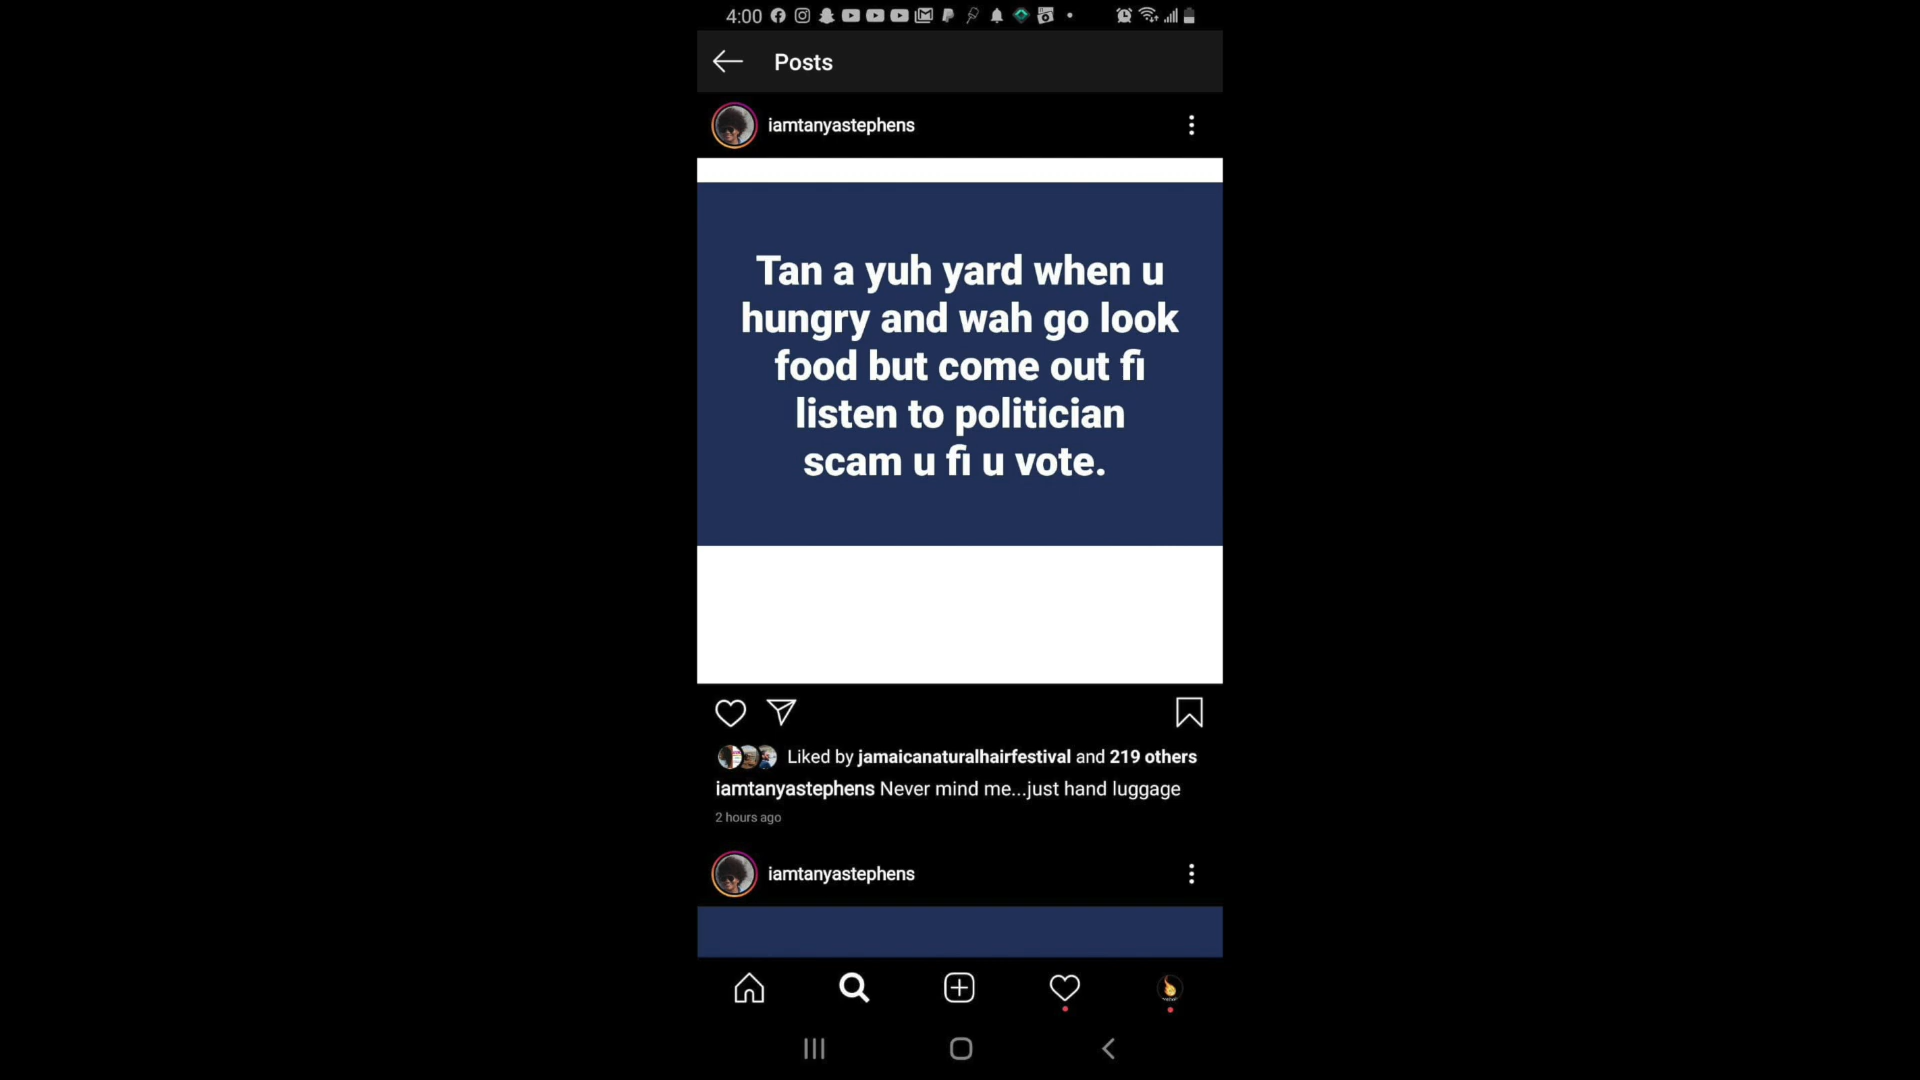 4:00
Posts
iamtanyastephens
Tan a yuh yard when u
hungry and wah go look
food but come out fi
listen to politician
scam u fi u vote.
Liked by jamaicanaturalhairfestival and 219 others
iamtanyastephens Never mind me...just hand luggage
2 hours ago
iamtanyastephens